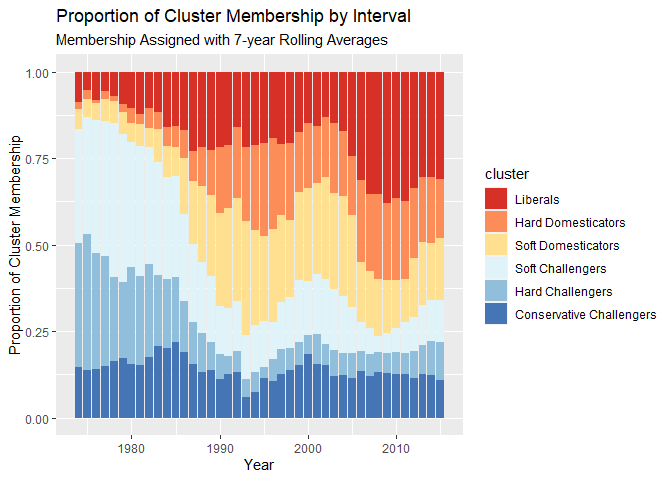 Proportion of Cluster Membership by Interval
Membership Assigned with 7-year Rolling Averages
Proportion of Cluster Membership
1.00
0.75
0.50
0.25
0.00
1980
1990
2000
2010
Year
cluster
Liberals
Hard Domesticators
Soft Domesticators
Soft Challengers
Hard Challengers
Conservative Challengers